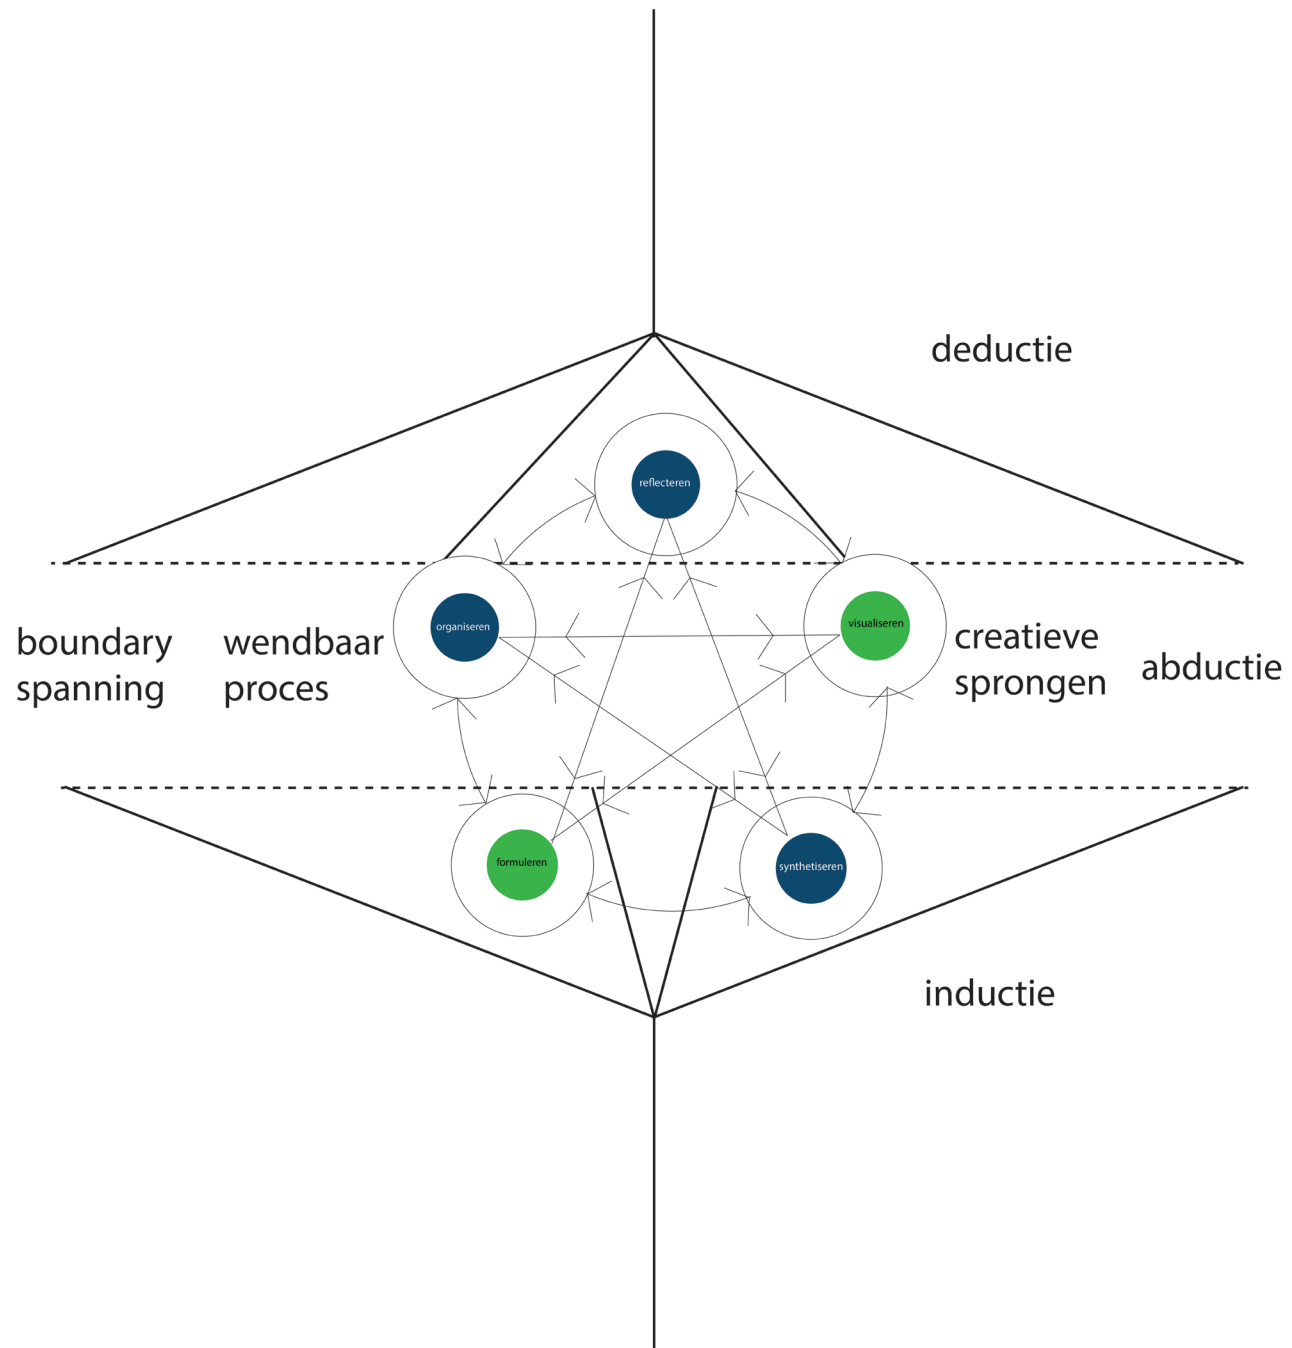 deductie
reflecteren
organiseren
visualiseren
boundary
spanning
wendbaar
proces
creatieve
sprongen
abductie
formuleren
synthetiseren
inductie